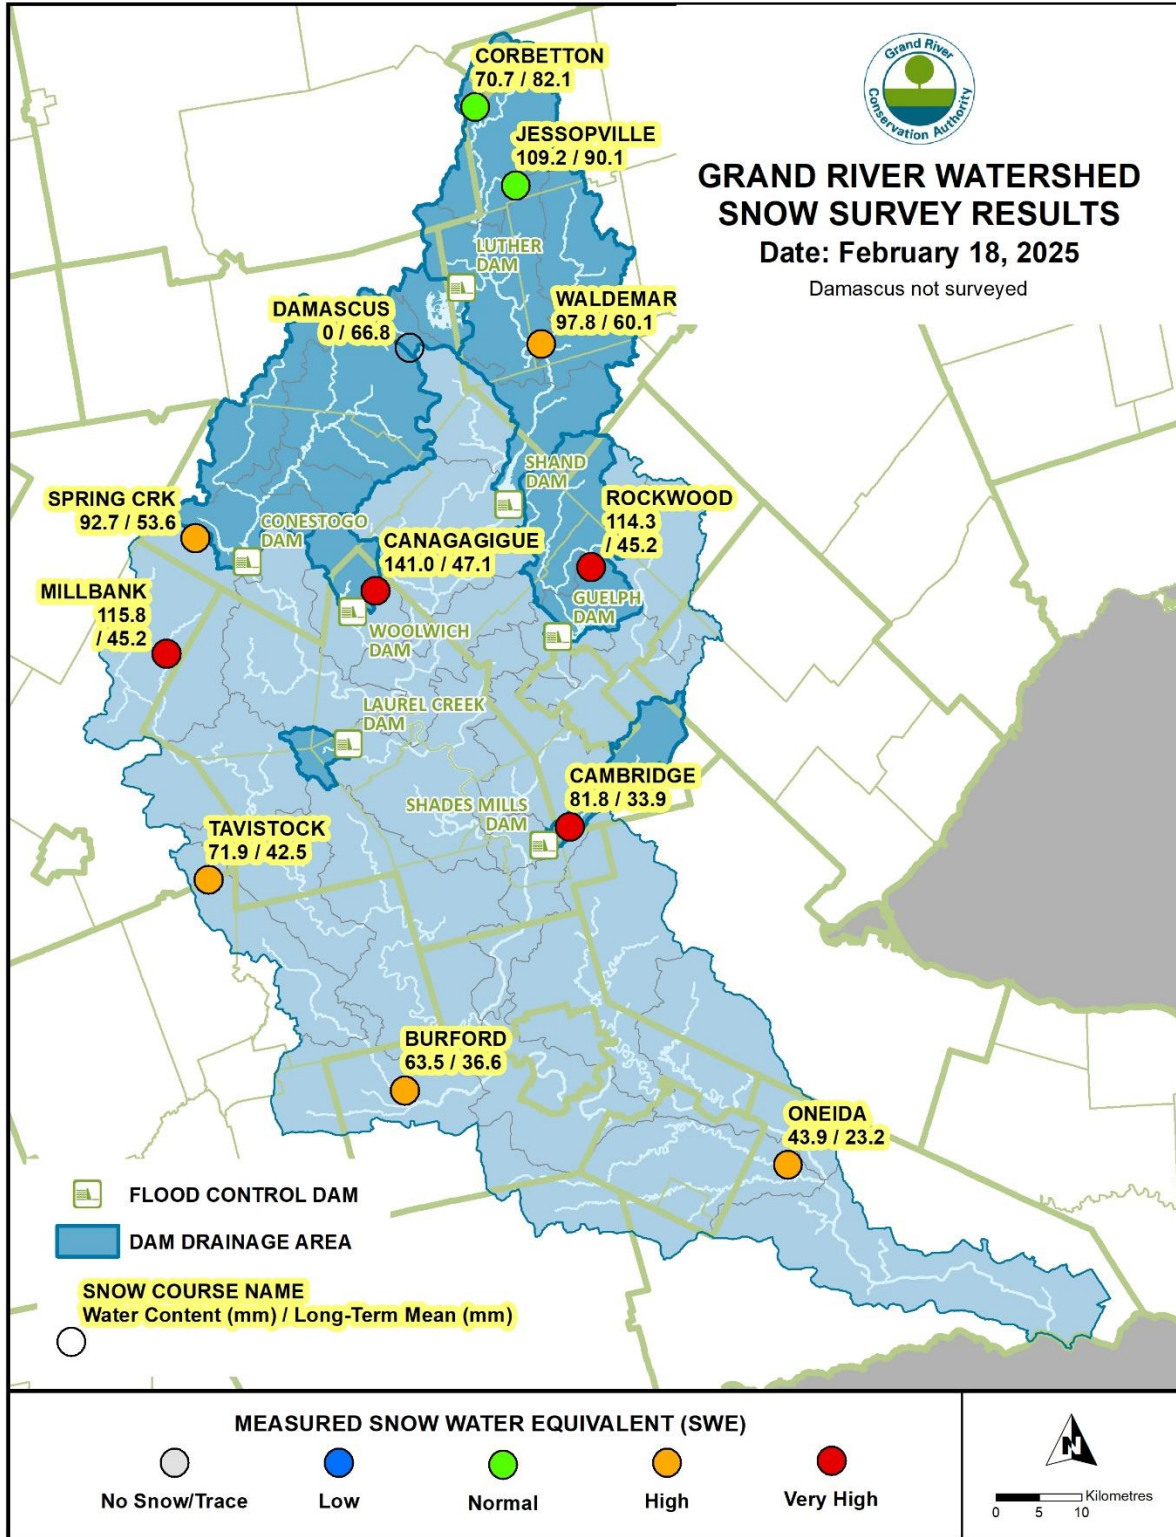 CORBETTON
70.7 / 82.1
JESSOPVILLE
109.2 / 90.1
Grand River
Conservation Authority
GRAND RIVER WATERSHED
SNOW SURVEY RESULTS
Date: February 18, 2025
Damascus not surveyed
LUTHER
DAM
DAMASCUS
0 / 66.8
WALDEMAR
97.8 / 60.1
SHAND
DAM
SPRING CRK
92.7 / 53.6
CONESTOGO
DAM
CANAGAGIGUE
141.0 / 47.1
ROCKWOOD
114.3
/ 45.2
MILLBANK
115.8
/ 45.2
WOOLWICH
DAM
GUELPH
DAM
LAUREL CREEK
DAM
CAMBRIDGE
81.8 / 33.9
SHADES MILLS
DAM
TAVISTOCK
71.9 / 42.5
BURFORD
63.5 / 36.6
ONEIDA
43.9 / 23.2
FLOOD CONTROL DAM
DAM DRAINAGE AREA
SNOW COURSE NAME
Water Content (mm) / Long-Term Mean (mm)
MEASURED SNOW WATER EQUIVALENT (SWE)
No Snow/Trace
Low
Normal
High
Very High
N
Kilometres
0 5 10